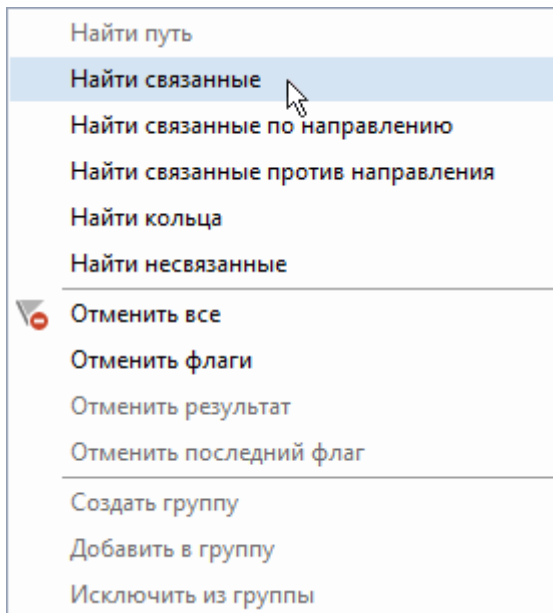 Найти путь
Найти связанные
Найти связанные по направлению
Найти связанные против направления
Найти кольца
Найти несвязанные
Отменить все
Отменить флаги
Отменить результат
Отменить последний флаг
Создать группу
Добавить в группу
Исключить из группы